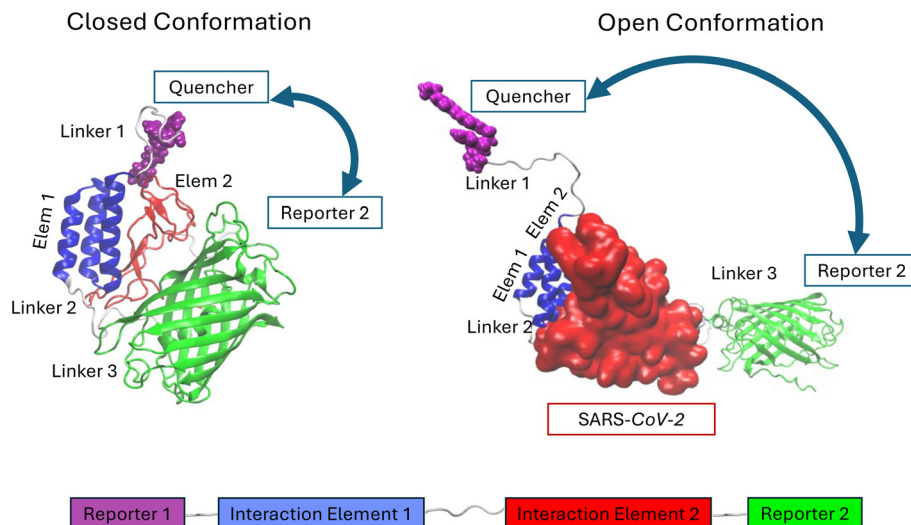 Closed Conformation
Open Conformation
Quencher
Linker 1
Elem 2
Elem 1
Reporter 2
Linker 2
Linker 3
Quencher
Linker 1
Elem 2
Elem 1
Linker 3
Reporter 2
Linker 2
SARS-CoV-2
Reporter 1
Interaction Element 1
Interaction Element 2
Reporter 2